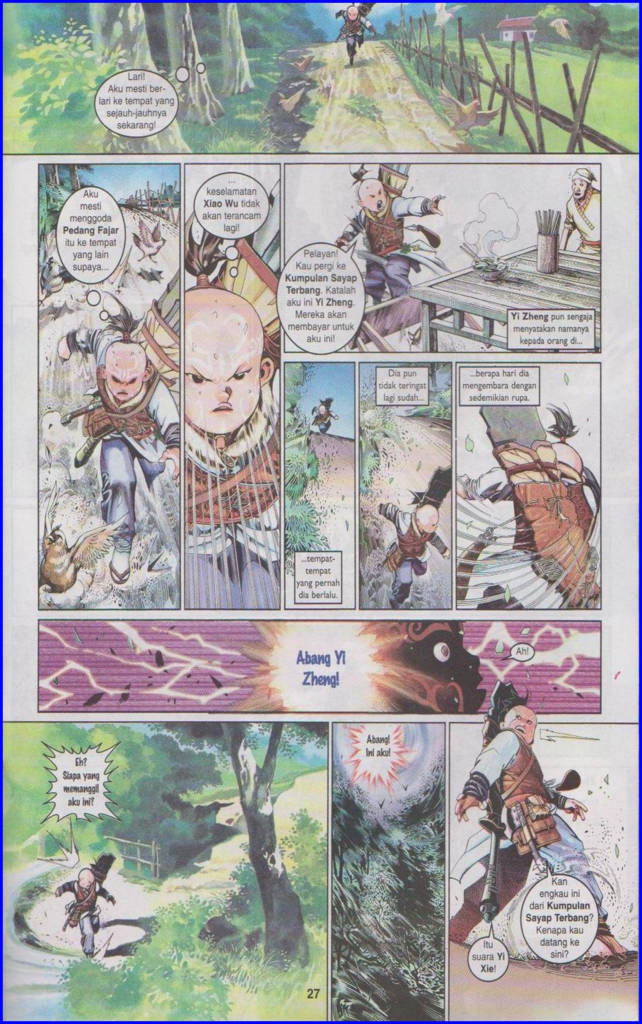 Lari!
Aku mesti ber-
lari ke tempat yang
sejauh-jauhnya
sekarang!
Aku
mesti
menggoda
Pedang Fajar
itu ke tempat
yang lain
supaya...
...
keselamatan
Xiao Wu tidak
akan terancam
lagi!
Pelayan!
Kau pergi ke
Kumpulan Sayap
Terbang. Katalah
aku ini Yi Zheng.
Mereka akan
membayar untuk
aku ini!
Yi Zheng pun sengaja
menyatakan namanya
kepada orang di...
...tempat-
tempat
yang pernah
dia berlalu.
Dia pun
tidak teringat
lagi sudah...
...berapa hari dia
mengembara dengan
sedemikian rupa.
Abang Yi
Zheng!
Ah!
Eh?
Siapa yang
memanggil
aku ini?
Abang!
Ini aku!
Itu
suara Yi
Xie!
Kan
engkau ini
dari Kumpulan
Sayap Terbang?
Kenapa kau
datang ke
sini?
27